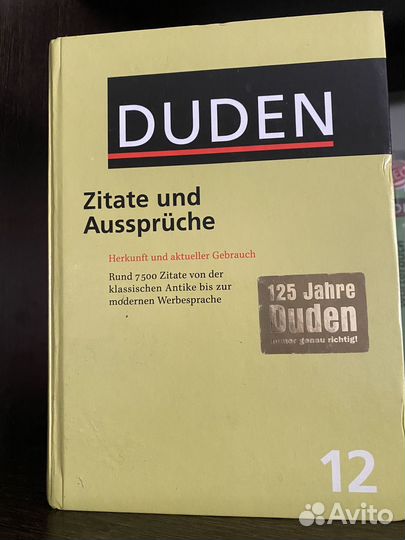 DUDEN
Zitate und
Aussprüche
Herkunft und aktueller Gebrauch
Rund 7500 Zitate von der
klassischen Antike bis zur
modernen Werbesprache
125 Jahre
Duden
immer genau richtig!
12
Avito